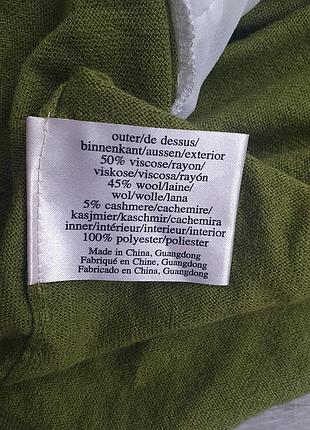 outer/de dessus/
binnenkant/aussen/exterior
50% viscose/rayon/
viskose/viscosa/rayón
45% wool/laine/
wol/wolle/lana
5% cashmere/cachemire/
kasjmier/kaschmir/cachemira
inner/intérieur/interieur/interior
100% polyester/poliester
Made in China, Guangdong
Fabriqué en Chine, Guangdong
Fabricado en China, Guangdong